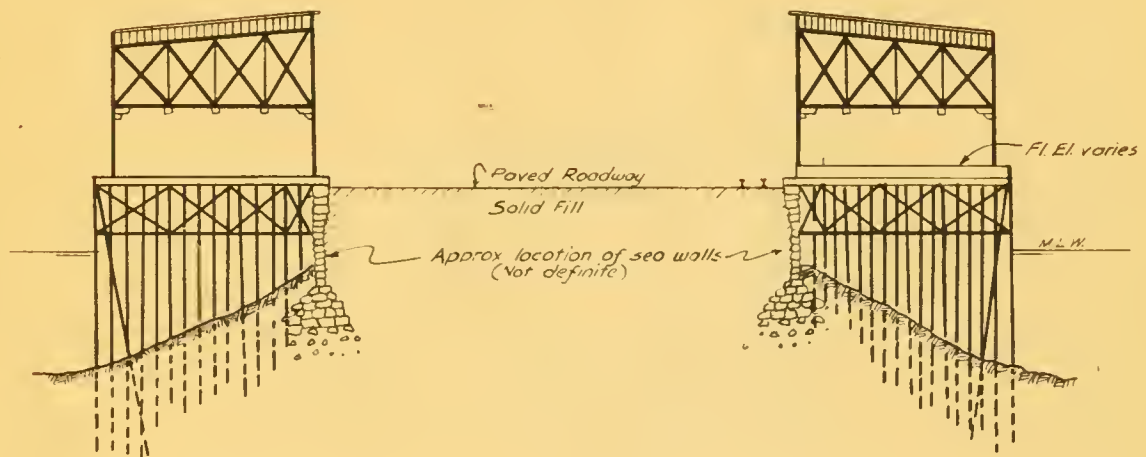 Fl. El. varies
Paved Roadway
Solid Fill
M.L.W.
Approx location of sea walls
(Not definite)